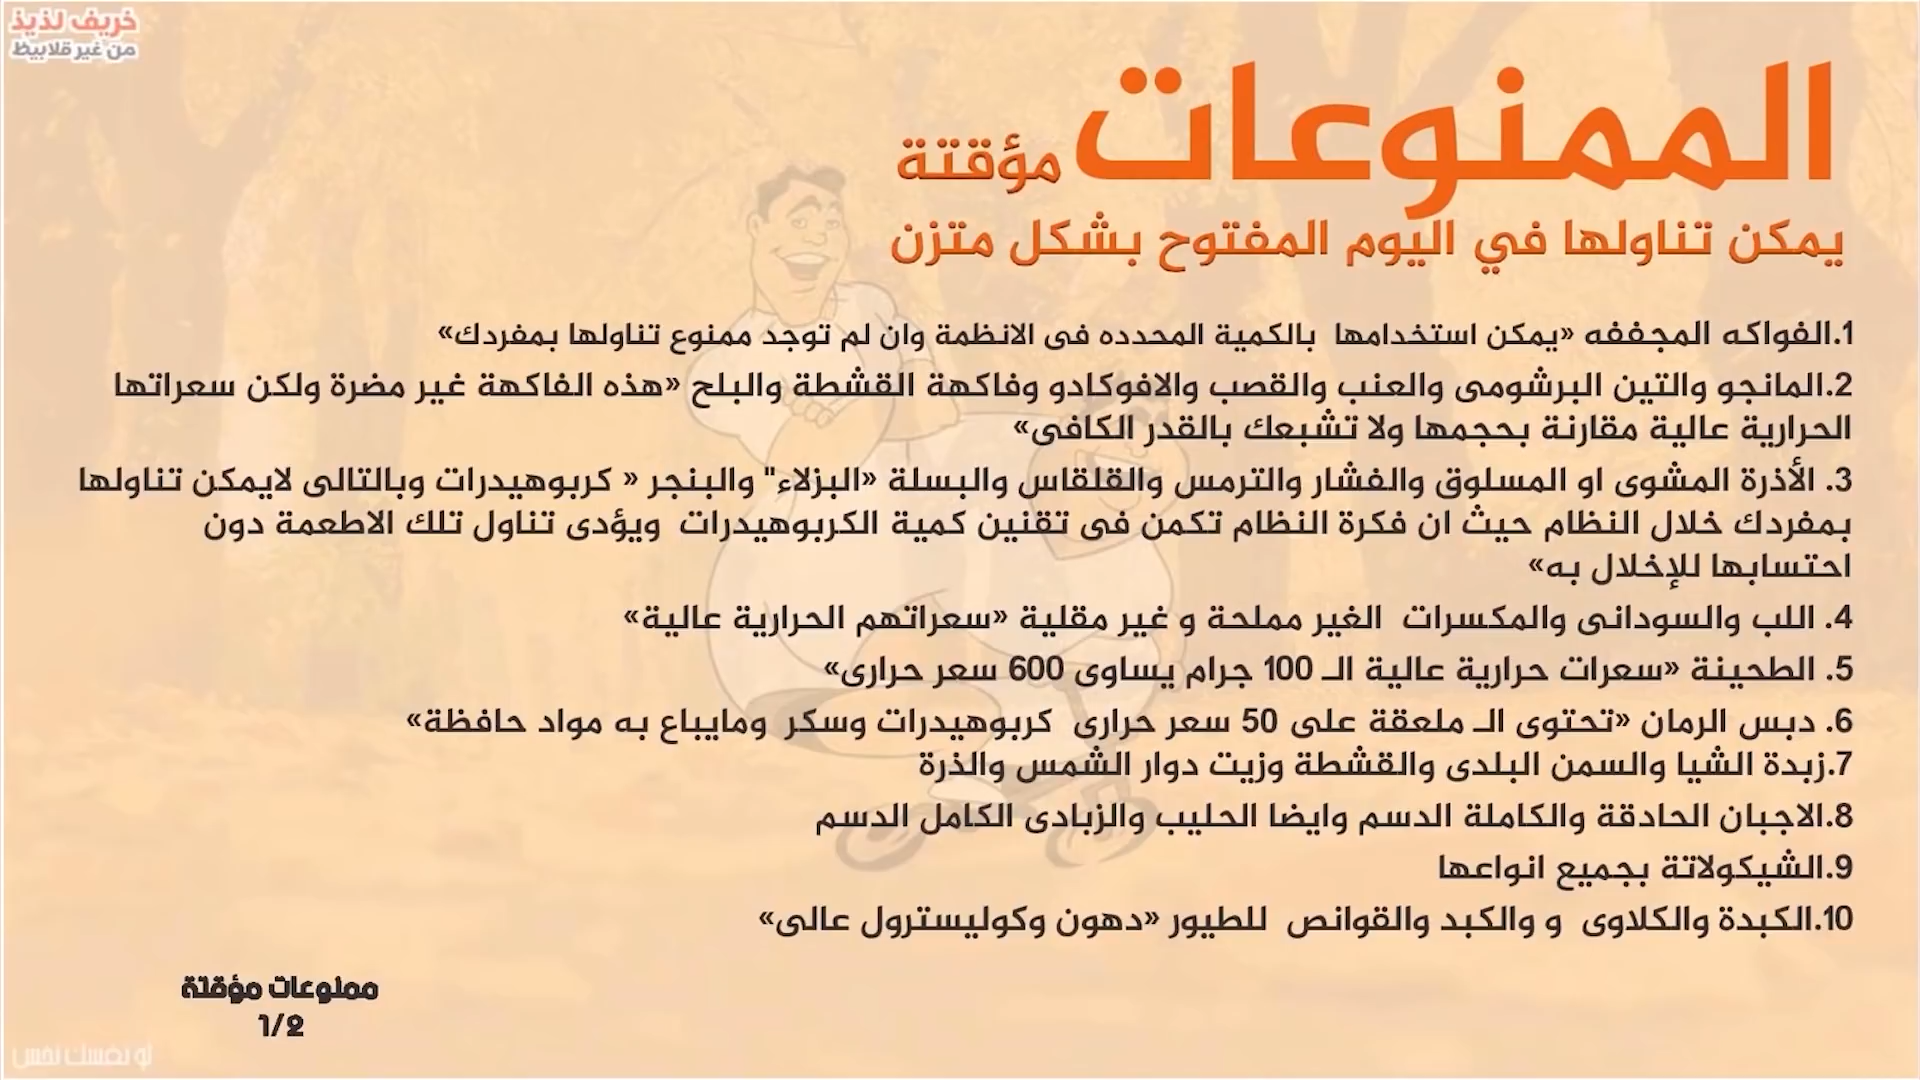 خريف لذيذ
من غير قلابيظ
الممنوعات مؤقتة
يمكن تناولها في اليوم المفتوح بشكل متزن
1.الفواكه المجففه «يمكن استخدامها بالكمية المحدده فى الانظمة وان لم توجد ممنوع تناولها بمفردك»
2.المانجو والتين البرشومى والعنب والقصب والافوكادو وفاكهة القشطة والبلح «هذه الفاكهة غير مضرة ولكن سعراتها
الحرارية عالية مقارنة بحجمها ولا تشبعك بالقدر الكافى»
3. الأذرة المشوى او المسلوق والفشار والترمس والقلقاس والبسلة «البزلاء" والبنجر « كربوهيدرات وبالتالى لايمكن تناولها
بمفردك خلال النظام حيث ان فكرة النظام تكمن فى تقنين كمية الكربوهيدرات ويؤدى تناول تلك الاطعمة دون
احتسابها للإخلال به»
4. اللب والسودانى والمكسرات الغير مملحة و غير مقلية «سعراتهم الحرارية عالية»
5. الطحينة «سعرات حرارية عالية الـ 100 جرام يساوى 600 سعر حرارى»
6. دبس الرمان «تحتوى الـ ملعقة على 50 سعر حرارى كربوهيدرات وسكر ومايباع به مواد حافظة»
7.زبدة الشيا والسمن البلدى والقشطة وزيت دوار الشمس والذرة
8.الاجبان الحادقة والكاملة الدسم وايضا الحليب والزبادى الكامل الدسم
9.الشيكولاتة بجميع انواعها
10.الكبدة والكلاوى و والكبد والقوانص للطيور «دهون وكوليسترول عالى»
ممنوعات مؤقتة
1/2
لو نفسك تخس